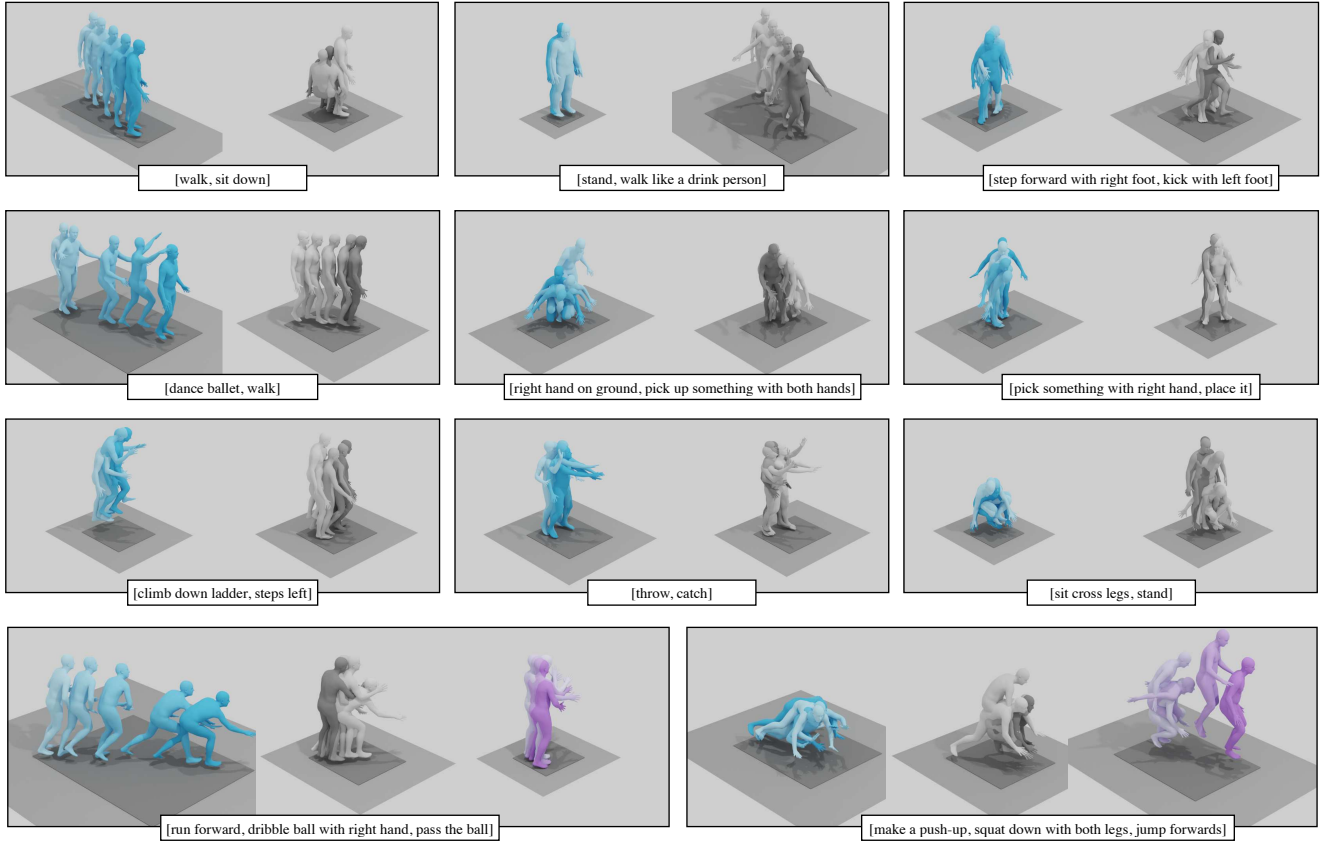 [walk, sit down]
[stand, walk like a drink person]
[step forward with right foot, kick with left foot]
[dance ballet, walk]
[right hand on ground, pick up something with both hands]
[pick something with right hand, place it]
[climb down ladder, steps left]
[throw, catch]
[sit cross legs, stand]
[run forward, dribble ball with right hand, pass the ball]
[make a push-up, squat down with both legs, jump forwards]